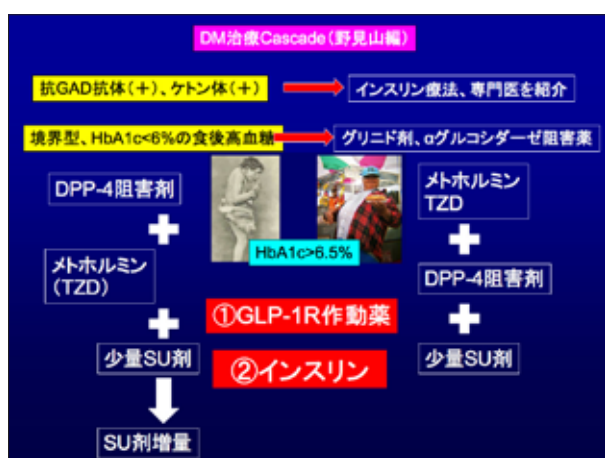 DM治療Cascade（野見山編）
抗GAD抗体（＋）、ケトン体（＋）
インスリン療法、専門医を紹介
境界型、HbA1c<6%の食後高血糖
グリニド剤、αグルコシダーゼ阻害薬
DPP-4阻害剤
メトホルミン
（TZD）
少量SU剤
SU剤増量
HbA1c>6.5%
①GLP-1R作動薬
②インスリン
メトホルミン
TZD
DPP-4阻害剤
少量SU剤